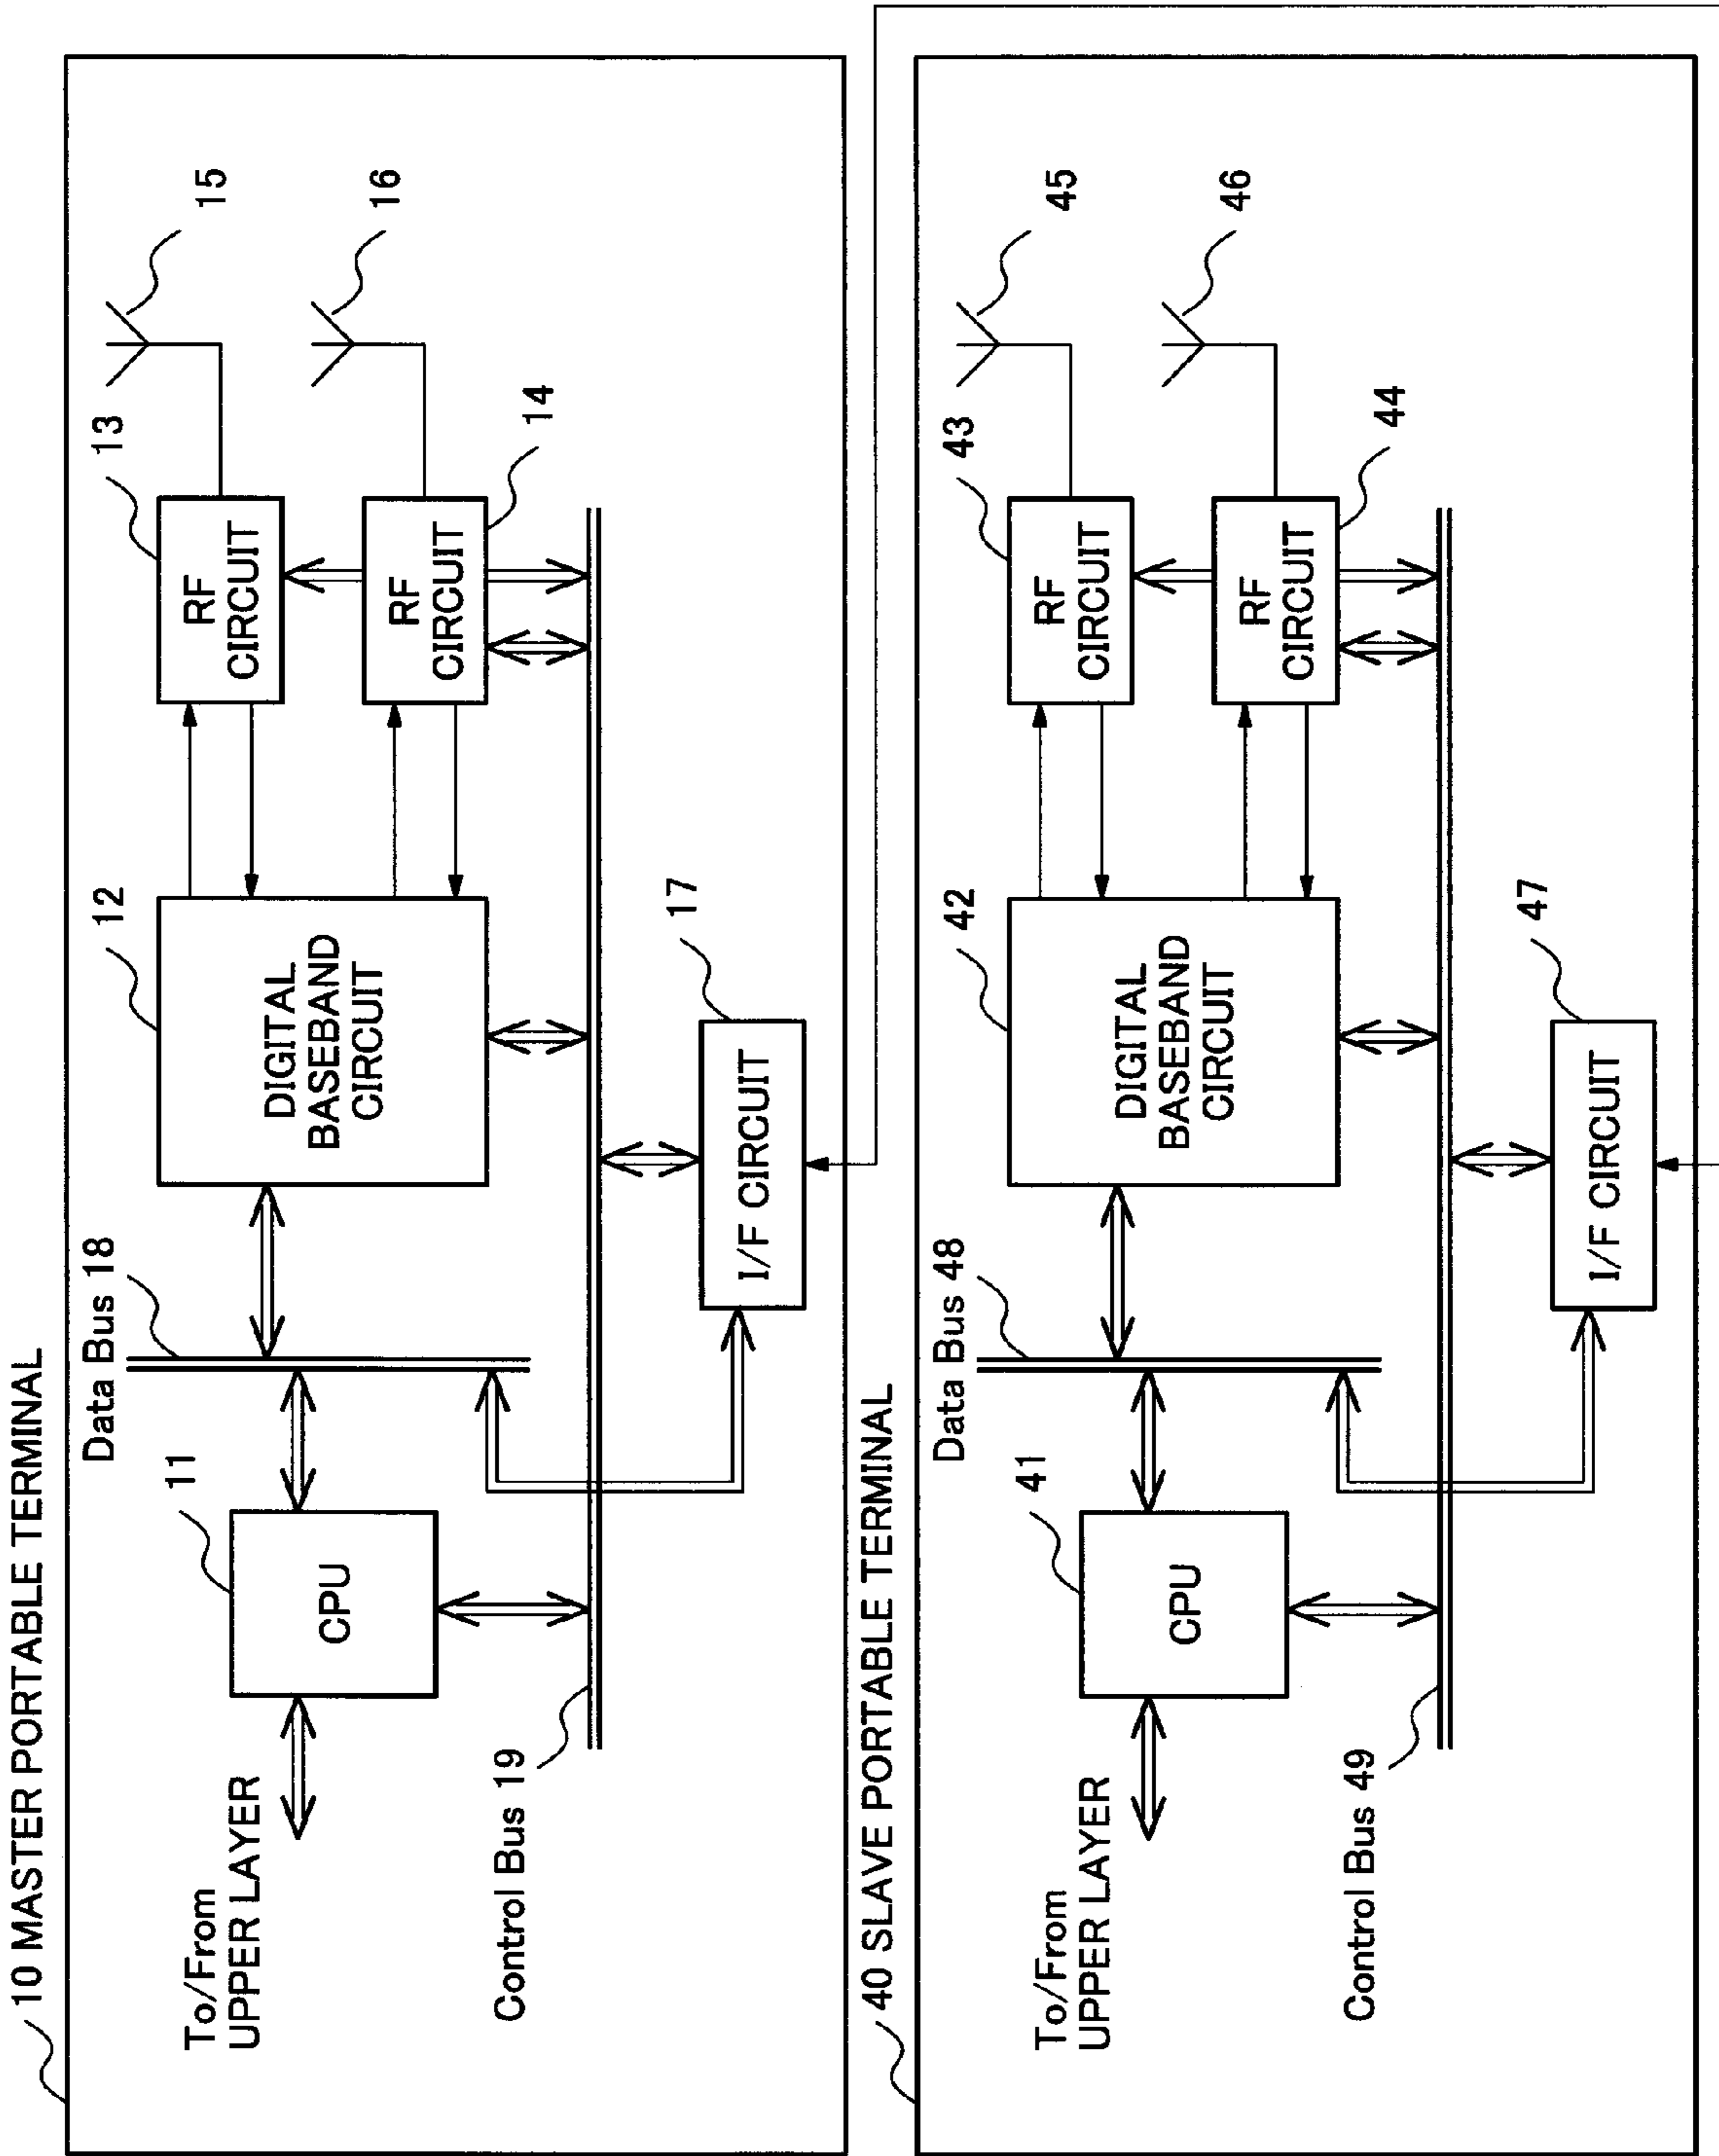 10 MASTER PORTABLE TERMINAL
Data Bus 18
11
12
13
15
To/From
UPPER LAYER
CPU
DIGITAL
BASEBAND
CIRCUIT
RF
CIRCUIT
RF
CIRCUIT
16
14
Control Bus 19
17
I/F CIRCUIT
40 SLAVE PORTABLE TERMINAL
Data Bus 48
41
42
43
45
To/From
UPPER LAYER
CPU
DIGITAL
BASEBAND
CIRCUIT
RF
CIRCUIT
RF
CIRCUIT
46
44
Control Bus 49
47
I/F CIRCUIT